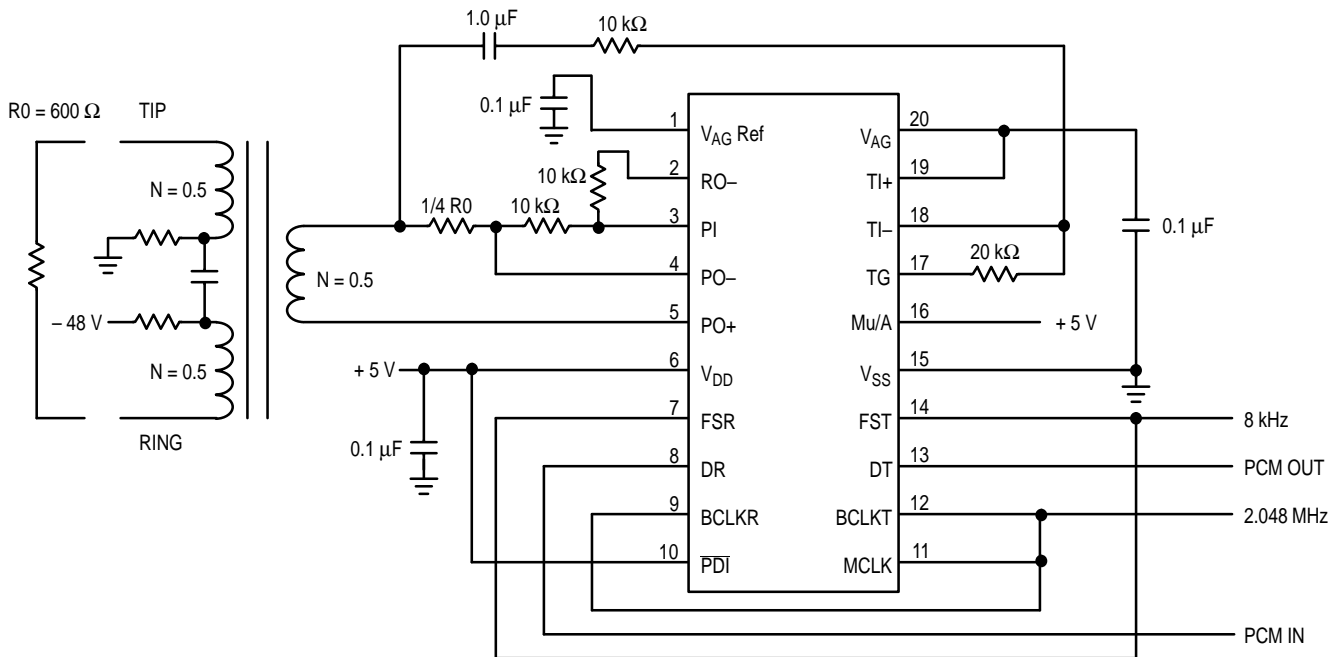 1.0 μF
10 kΩ
0.1 μF
R0 = 600 Ω
TIP
N = 0.5
– 48 V
N = 0.5
RING
N = 0.5
1/4 R0
10 kΩ
10 kΩ
+ 5 V
0.1 μF
1
VAG Ref
2
RO–
3
PI
4
PO–
5
PO+
6
VDD
7
FSR
8
DR
9
BCLKR
10
PDI
20
VAG
19
TI+
18
TI–
17
TG
20 kΩ
16
Mu/A
+ 5 V
15
VSS
14
FST
8 kHz
13
DT
PCM OUT
12
BCLKT
2.048 MHz
11
MCLK
0.1 μF
PCM IN